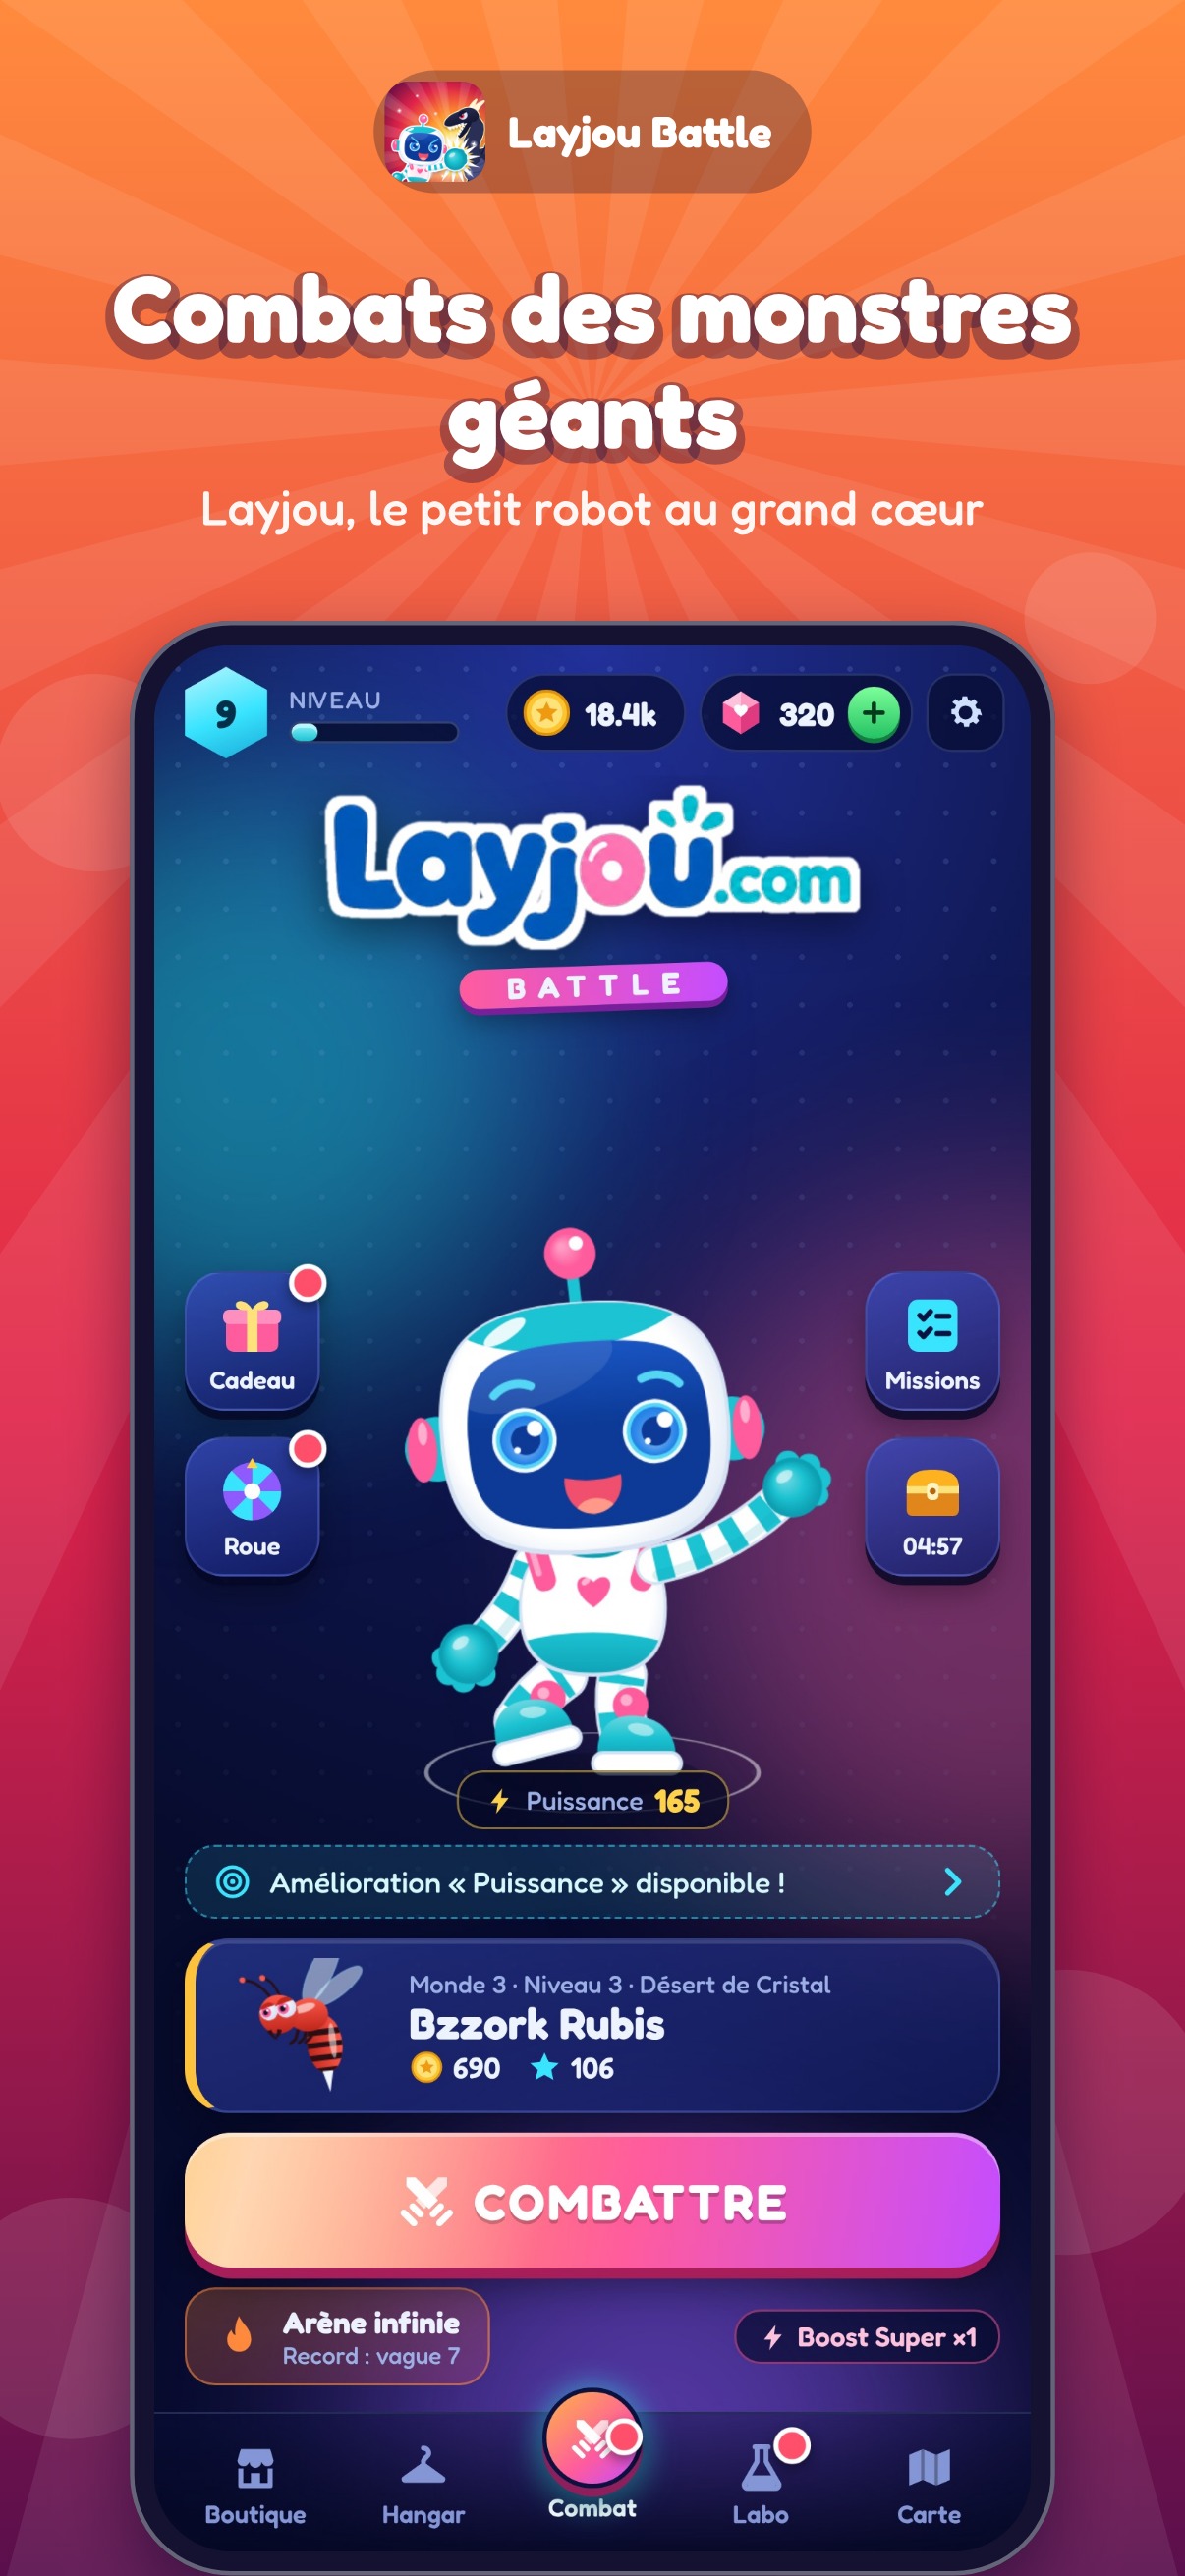 Layjou Battle
Combats des monstres
géants
Layjou, le petit robot au grand cœur
9
NIVEAU
18.4k
320
Layjou.com
BATTLE
Cadeau
Missions
Roue
04:57
Puissance 165
Amélioration « Puissance » disponible !
Monde 3 · Niveau 3 · Désert de Cristal
Bzzork Rubis
690 106
COMBATTRE
Arène infinie
Record : vague 7
Boost Super x1
Boutique
Hangar
Combat
Labo
Carte